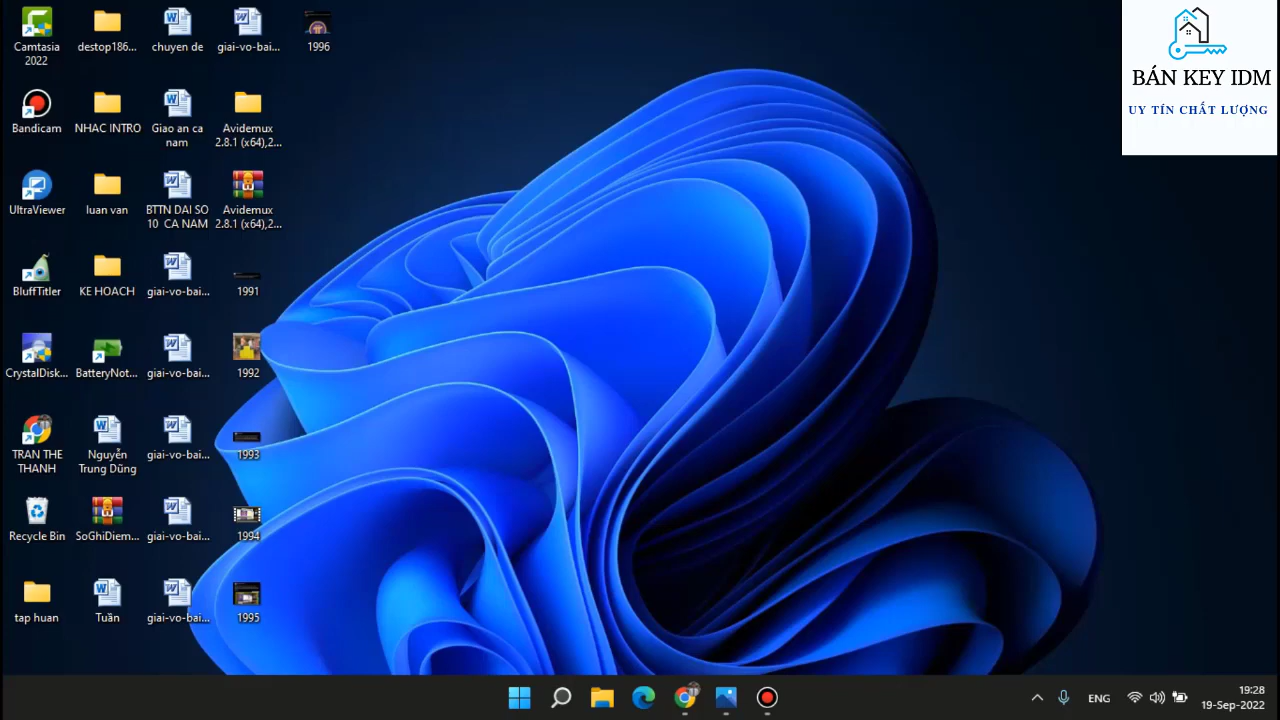 Camtasia
2022
destop186...
chuyen de
giai-vo-bai...
1996
Bandicam
NHAC INTRO
Giao an ca
nam
Avidemux
2.8.1 (x64),2...
UltraViewer
luan van
BTTN DAI SO
10  CA NAM
Avidemux
2.8.1 (x64),2...
BluffTitler
KE HOACH
giai-vo-bai...
1991
CrystalDisk...
BatteryNot...
giai-vo-bai...
1992
TRAN THE
THANH
Nguyễn
Trung Dũng
giai-vo-bai...
1993
Recycle Bin
SoGhiDiem...
giai-vo-bai...
1994
tap huan
Tuần
giai-vo-bai...
1995
BÁN KEY IDM
UY TÍN CHẤT LƯỢNG
ENG
19:28
19-Sep-2022